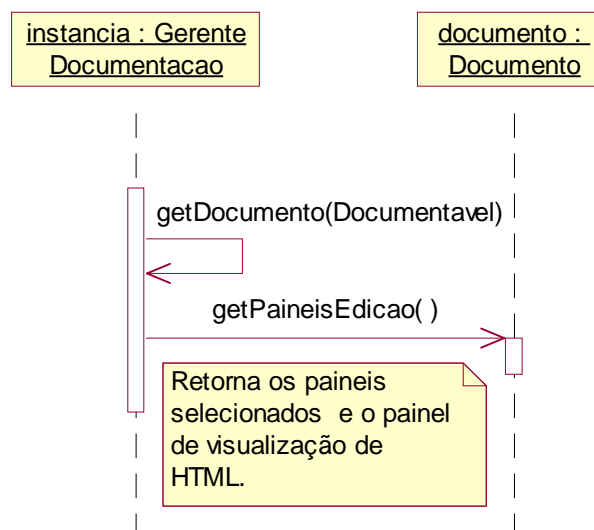 instancia : Gerente
Documentacao
documento :
Documento
getDocumento(Documentavel)
getPaineisEdicao( )
Retorna os paineis
selecionados e o painel
de visualização de
HTML.